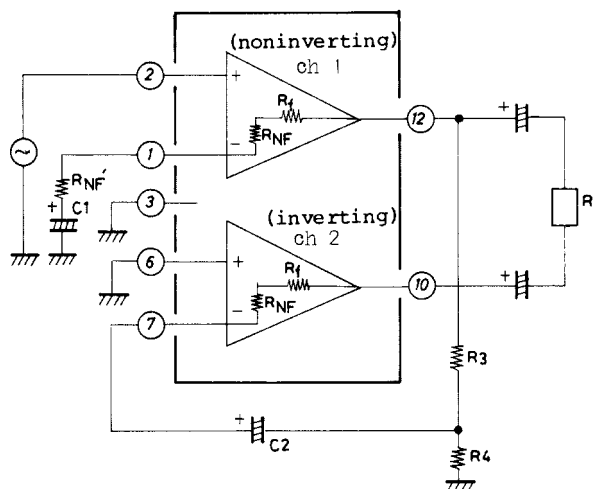 (noninverting)
ch 1
2
+
Rf
RNF
−
1
12
+
RNF'
+
C1
3
R
(inverting)
ch 2
6
+
Rf
RNF
−
7
10
+
R3
+
C2
R4